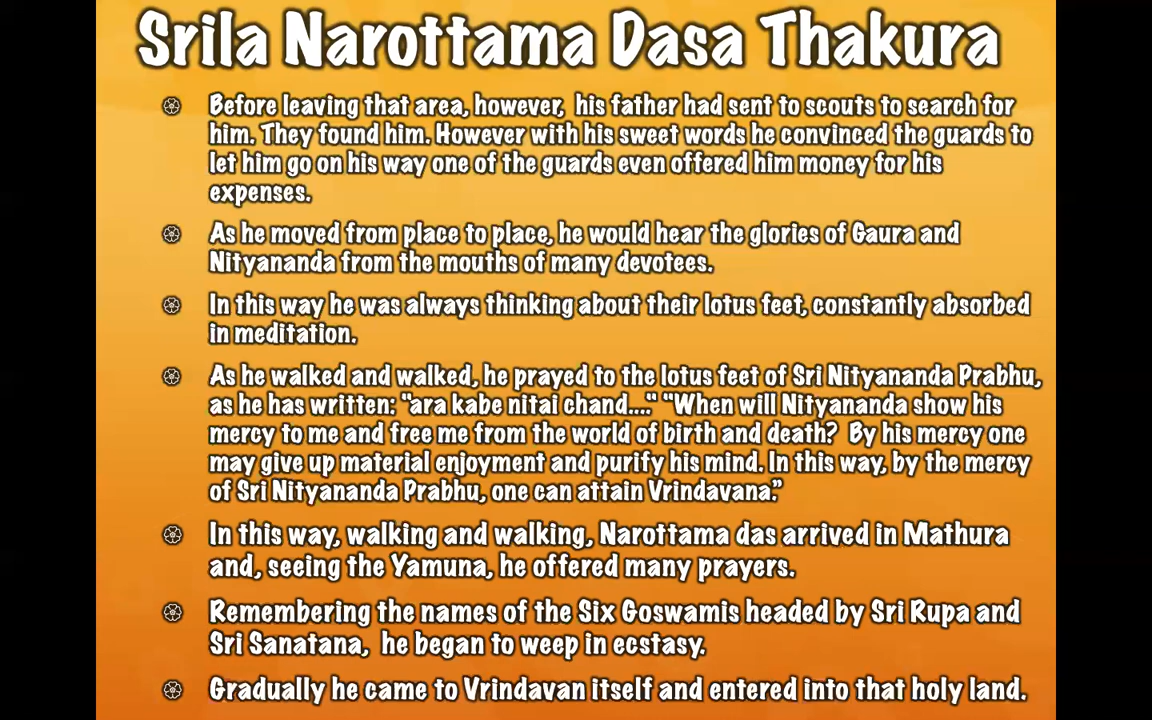 Srila Narottama Dasa Thakura
Before leaving that area, however, his father had sent to scouts to search for
him. They found him. However with his sweet words he convinced the guards to
let him go on his way one of the guards even offered him money for his
expenses.
As he moved from place to place, he would hear the glories of Gaura and
Nityananda from the mouths of many devotees.
In this way he was always thinking about their lotus feet, constantly absorbed
in meditation.
As he walked and walked, he prayed to the lotus feet of Sri Nityananda Prabhu,
as he has written: "ara kabe nitai chand...." "When will Nityananda show his
mercy to me and free me from the world of birth and death? By his mercy one
may give up material enjoyment and purify his mind. In this way, by the mercy
of Sri Nityananda Prabhu, one can attain Vrindavana."
In this way, walking and walking, Narottama das arrived in Mathura
and, seeing the Yamuna, he offered many prayers.
Remembering the names of the Six Goswamis headed by Sri Rupa and
Sri Sanatana, he began to weep in ecstasy.
Gradually he came to Vrindavan itself and entered into that holy land.